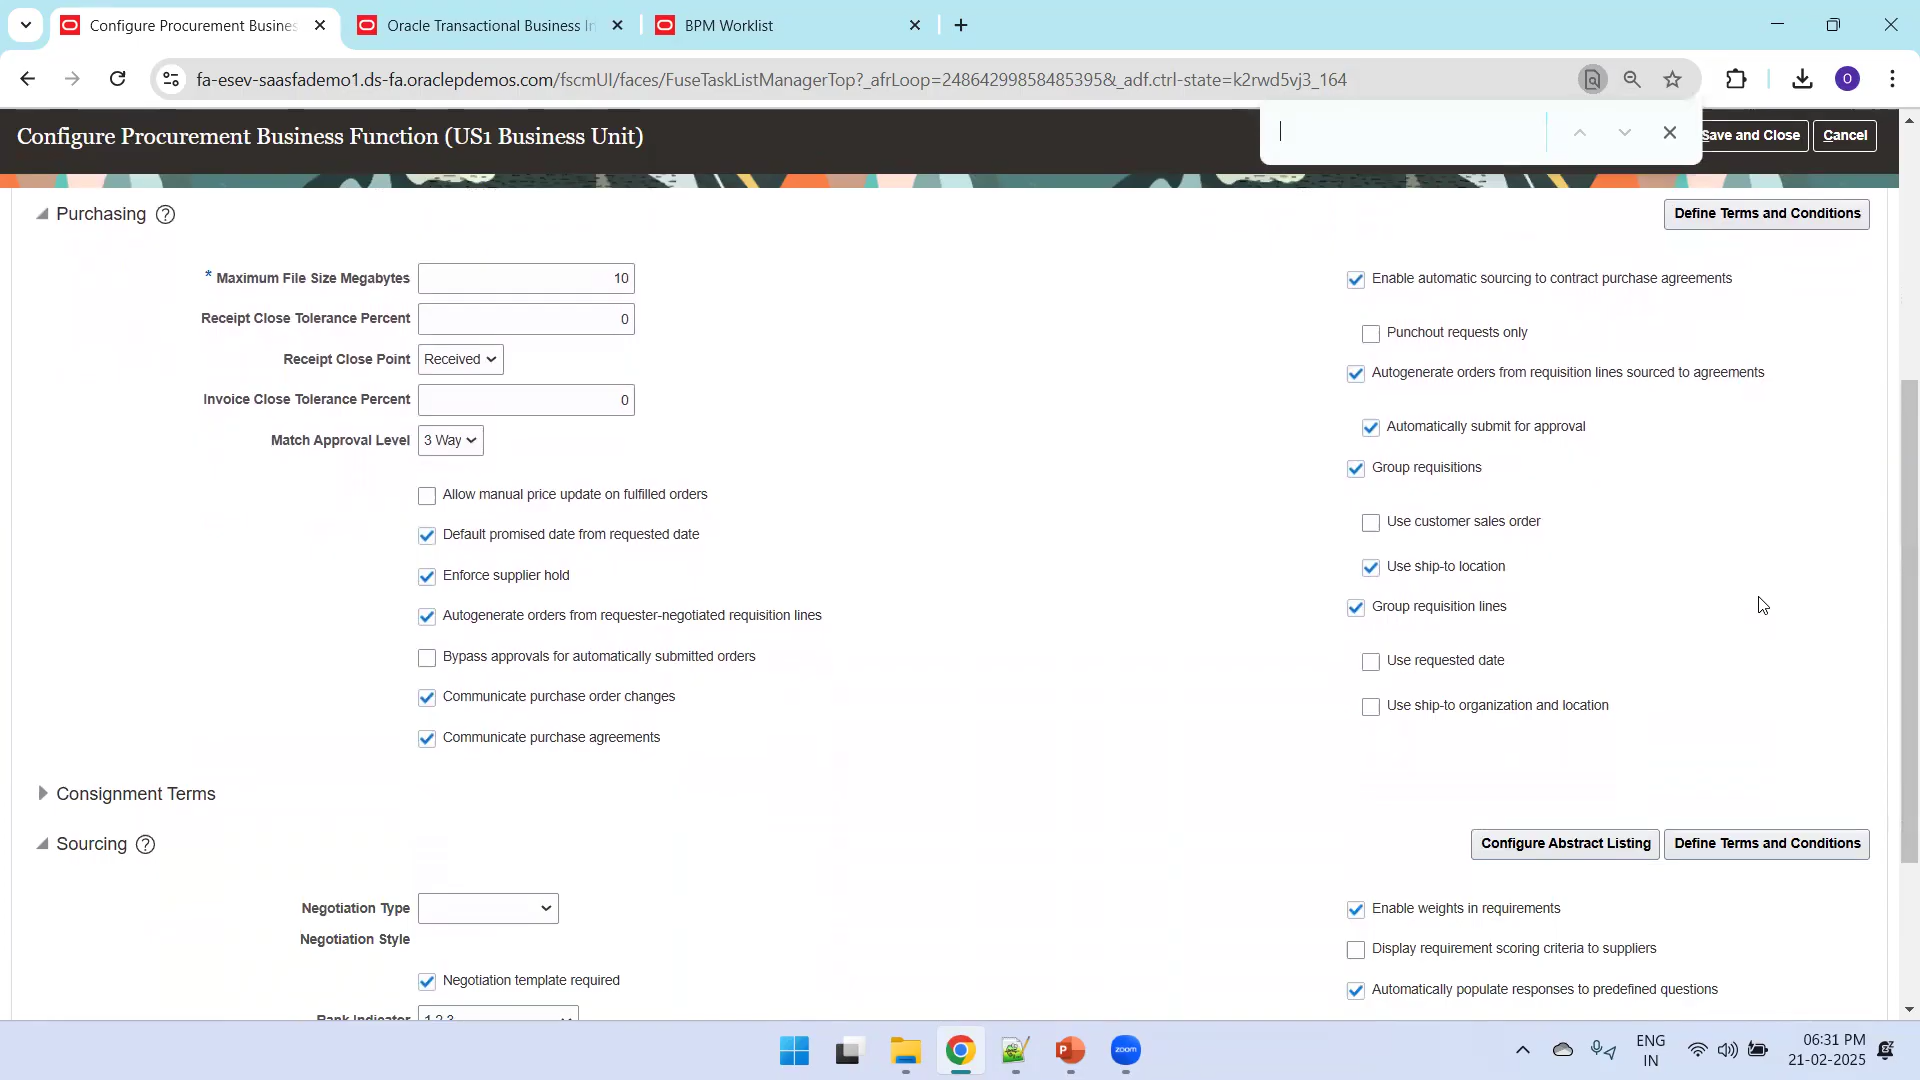 Configure Procurement Busines
Oracle Transactional Business In
BPM Worklist
fa-esev-saasfademo1.ds-fa.oraclepdemos.com/fscmUI/faces/FuseTaskListManagerTop?_afrLoop=24864299858485395&_adf.ctrl-state=k2rwd5vj3_164
O
Configure Procurement Business Function (US1 Business Unit)
Save and Close
Cancel
Purchasing
Define Terms and Conditions
* Maximum File Size Megabytes 10
Enable automatic sourcing to contract purchase agreements
Receipt Close Tolerance Percent 0
Punchout requests only
Receipt Close Point Received
Autogenerate orders from requisition lines sourced to agreements
Invoice Close Tolerance Percent 0
Automatically submit for approval
Match Approval Level 3 Way
Group requisitions
Allow manual price update on fulfilled orders
Use customer sales order
Default promised date from requested date
Use ship-to location
Enforce supplier hold
Group requisition lines
Autogenerate orders from requester-negotiated requisition lines
Use requested date
Bypass approvals for automatically submitted orders
Use ship-to organization and location
Communicate purchase order changes
Communicate purchase agreements
Consignment Terms
Sourcing
Configure Abstract Listing
Define Terms and Conditions
Negotiation Type
Enable weights in requirements
Negotiation Style
Display requirement scoring criteria to suppliers
Negotiation template required
Automatically populate responses to predefined questions
Rank Indicator 1,2,3...
zoom
ENG
IN
06:31 PM
21-02-2025